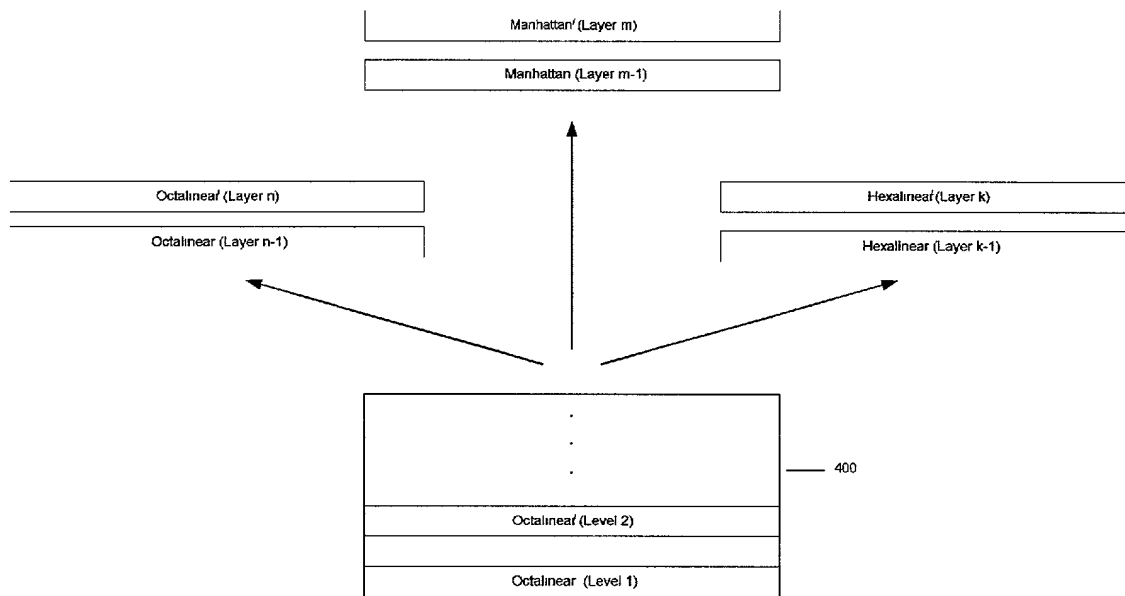 Manhattan' (Layer m)
Manhattan (Layer m-1)
Octalinear' (Layer n)
Hexalinear' (Layer k)
Octalinear (Layer n-1)
Hexalinear (Layer k-1)
400
Octalinear' (Level 2)
Octalinear (Level 1)